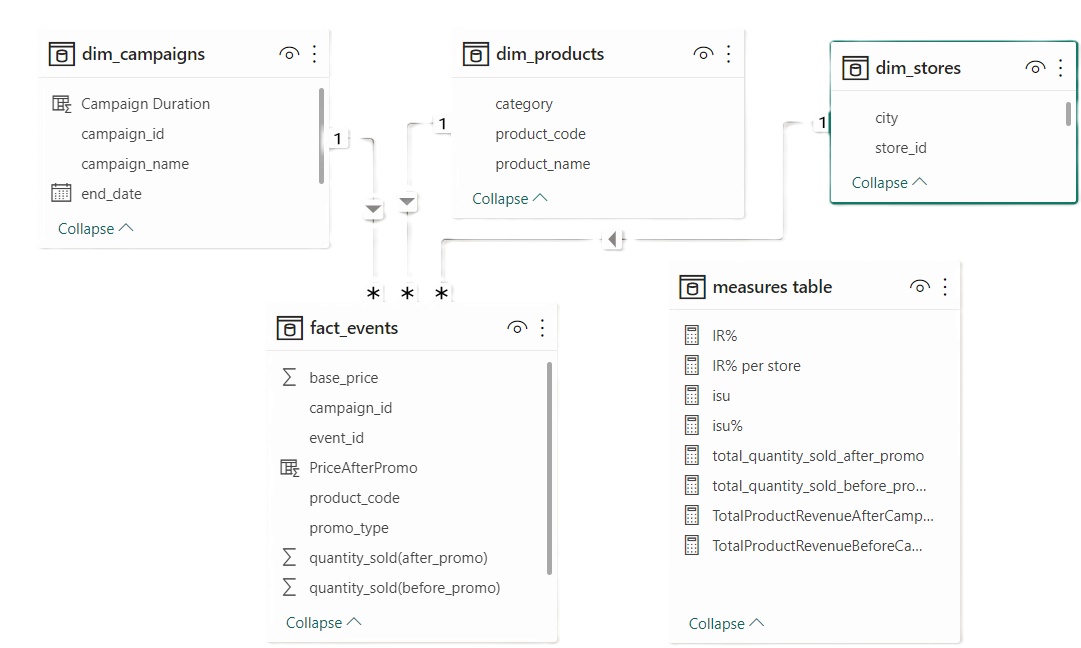 dim_campaigns
Campaign Duration
campaign_id
campaign_name
end_date
Collapse
1
dim_products
category
product_code
product_name
Collapse
1
dim_stores
city
store_id
Collapse
1
* * *
fact_events
base_price
campaign_id
event_id
PriceAfterPromo
product_code
promo_type
quantity_sold(after_promo)
quantity_sold(before_promo)
Collapse
measures table
IR%
IR% per store
isu
isu%
total_quantity_sold_after_promo
total_quantity_sold_before_pro...
TotalProductRevenueAfterCamp...
TotalProductRevenueBeforeCa...
Collapse